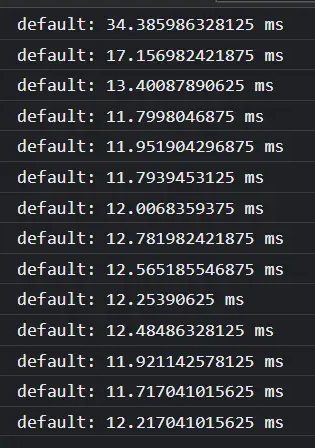 default: 34.385986328125 ms
default: 17.156982421875 ms
default: 13.40087890625 ms
default: 11.7998046875 ms
default: 11.951904296875 ms
default: 11.7939453125 ms
default: 12.0068359375 ms
default: 12.781982421875 ms
default: 12.565185546875 ms
default: 12.25390625 ms
default: 12.48486328125 ms
default: 11.921142578125 ms
default: 11.717041015625 ms
default: 12.217041015625 ms